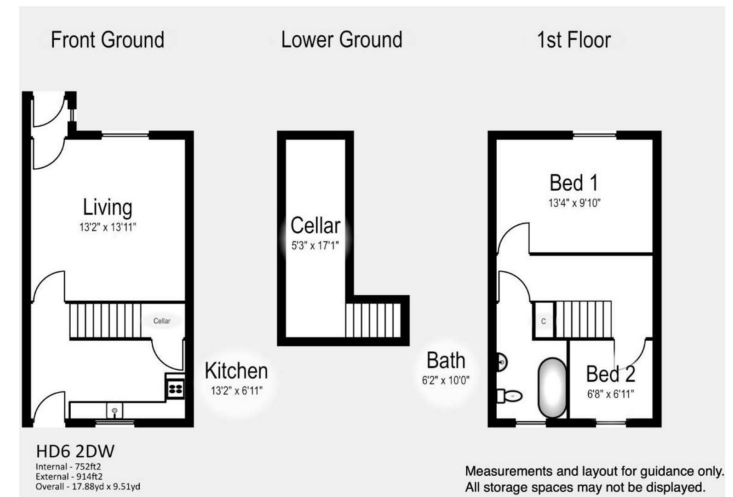 Front Ground
Lower Ground
1st Floor
Living
13'2" x 13'11"
Cellar
Kitchen
13'2" x 6'11"
Cellar
5'3" x 17'1"
Bed 1
13'4" x 9'10"
C
Bath
6'2" x 10'0"
Bed 2
6'8" x 6'11"
HD6 2DW
Internal - 752ft2
External - 914ft2
Overall - 17.88yd x 9.51yd
Measurements and layout for guidance only.
All storage spaces may not be displayed.